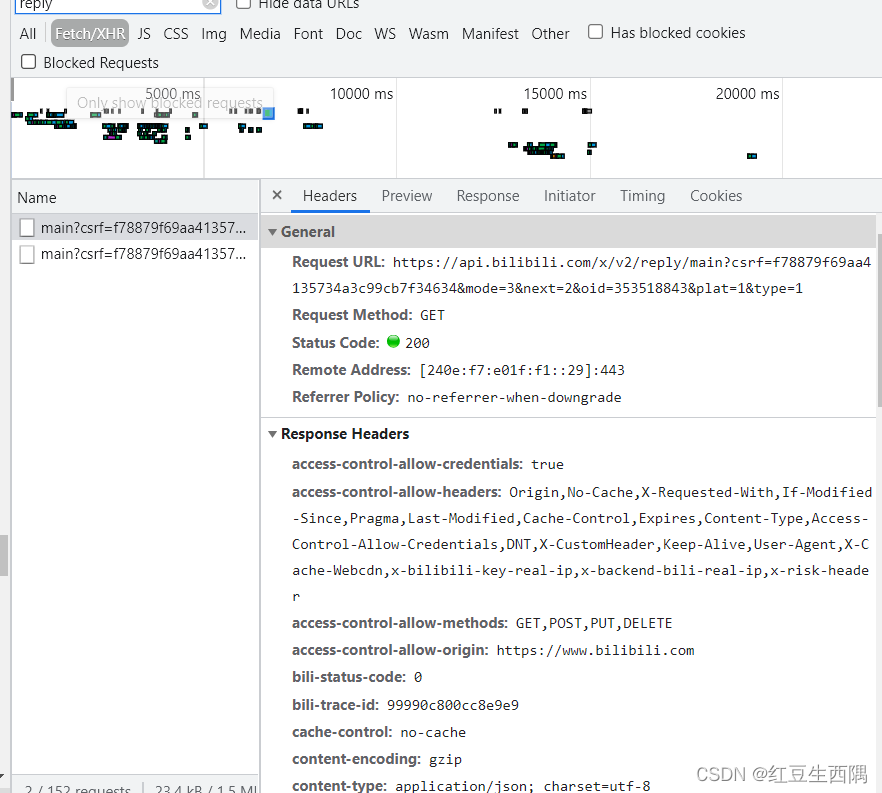 reply
Hide data URLs
All Fetch/XHR JS CSS Img Media Font Doc WS Wasm Manifest Other Has blocked cookies
Blocked Requests
5000 ms 10000 ms 15000 ms 20000 ms
Only show blocked requests
Name
main?csrf=f78879f69aa41357...
main?csrf=f78879f69aa41357...
2 / 152 requests 23.4 kB / 1.5 M
× Headers Preview Response Initiator Timing Cookies
General
Request URL: https://api.bilibili.com/x/v2/reply/main?csrf=f78879f69aa4
135734a3c99cb7f34634&mode=3&next=2&oid=353518843&plat=1&type=1
Request Method: GET
Status Code: 200
Remote Address: [240e:f7:e01f:f1::29]:443
Referrer Policy: no-referrer-when-downgrade
Response Headers
access-control-allow-credentials: true
access-control-allow-headers: Origin,No-Cache,X-Requested-With,If-Modified
-Since,Pragma,Last-Modified,Cache-Control,Expires,Content-Type,Access-
Control-Allow-Credentials,DNT,X-CustomHeader,Keep-Alive,User-Agent,X-C
ache-Webcdn,x-bilibili-key-real-ip,x-backend-bili-real-ip,x-risk-heade
r
access-control-allow-methods: GET,POST,PUT,DELETE
access-control-allow-origin: https://www.bilibili.com
bili-status-code: 0
bili-trace-id: 99990c800cc8e9e9
cache-control: no-cache
content-encoding: gzip
content-type: application/json; charset=utf-8
CSDN @红豆生西隅